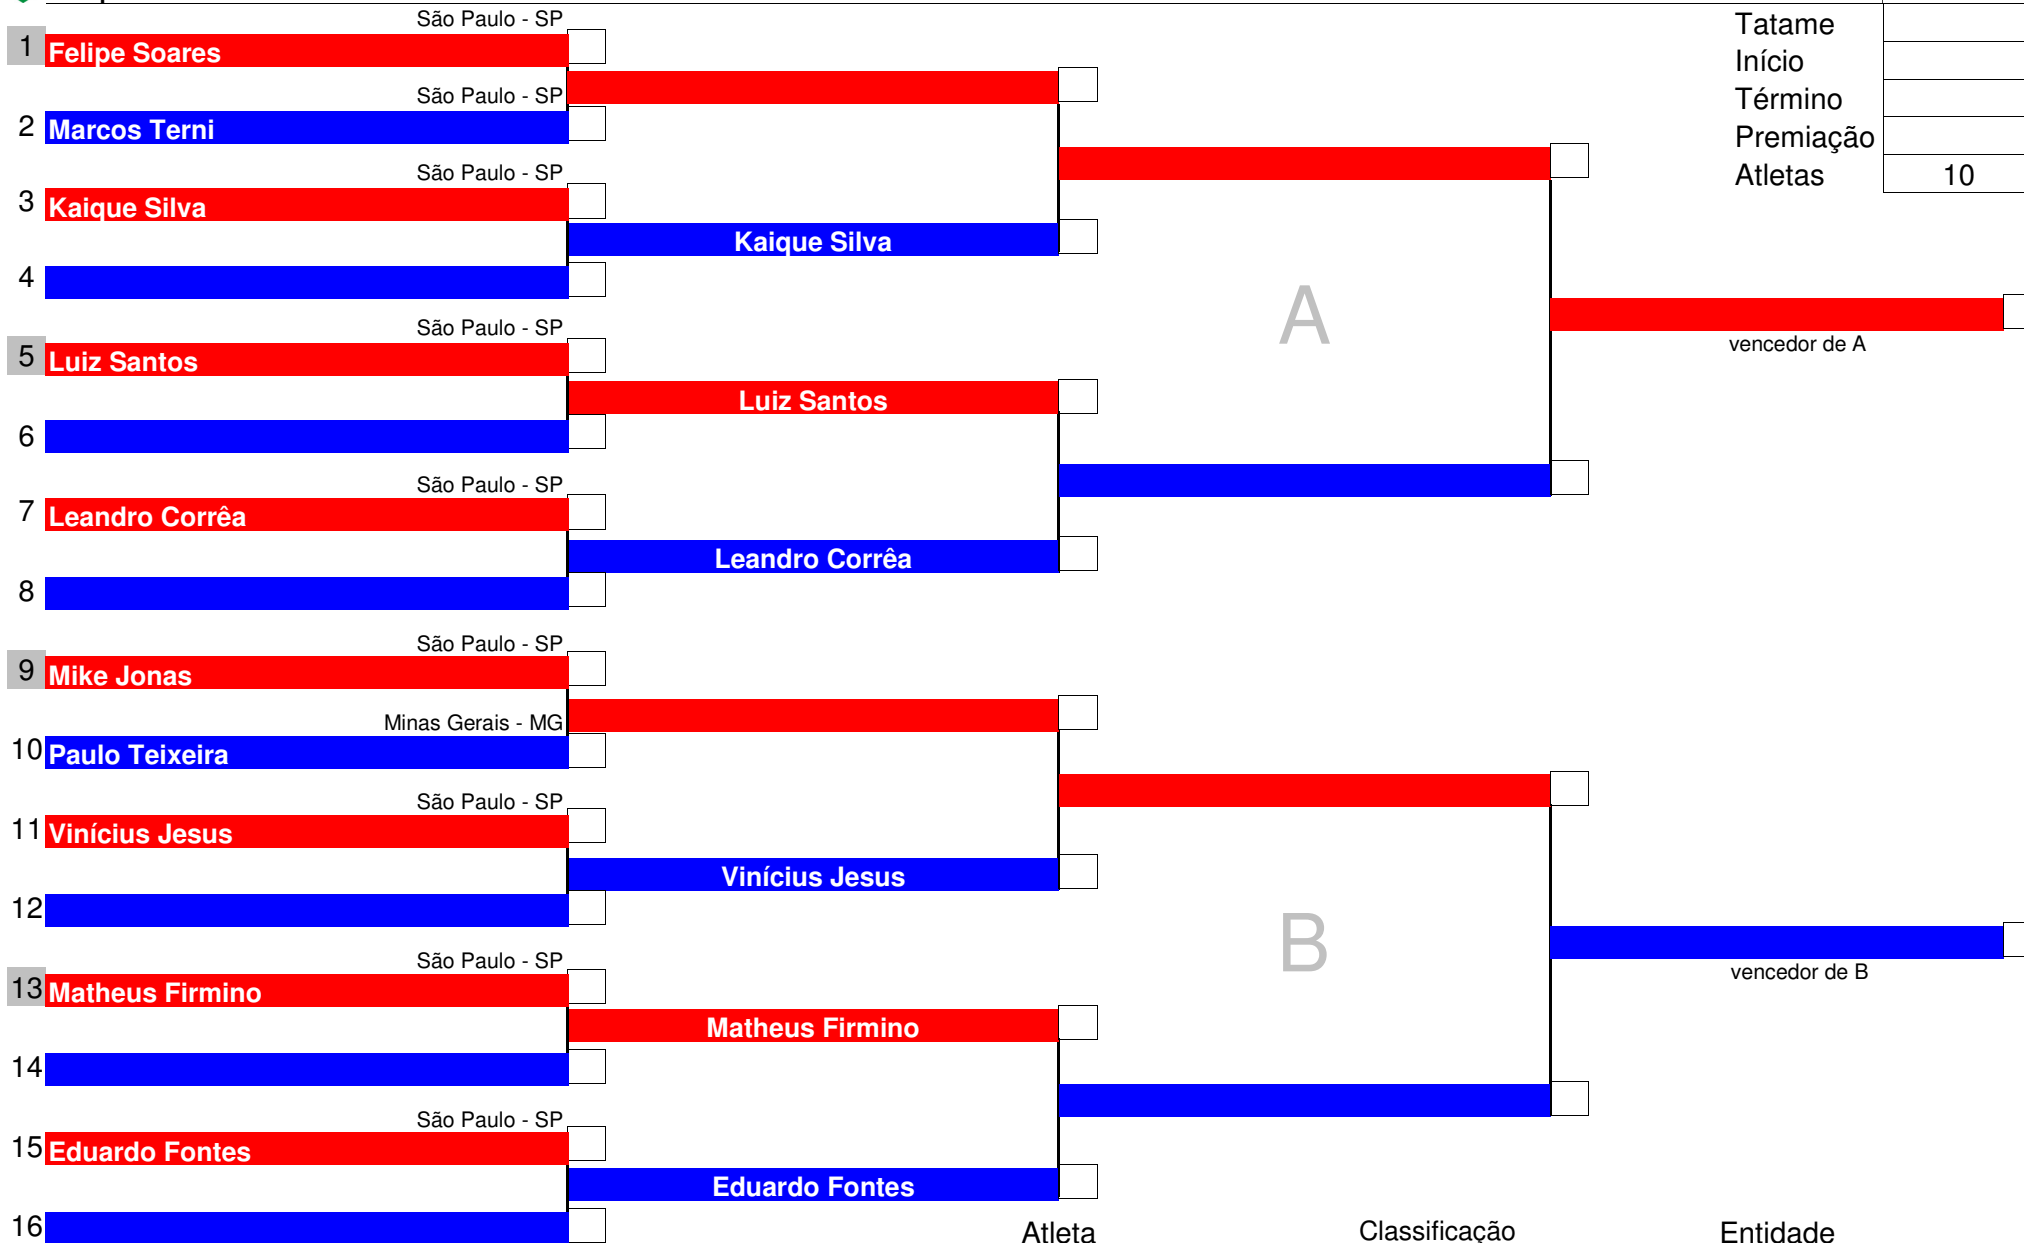 São Paulo - SP
Tatame
1 Felipe Soares
Início
São Paulo - SP
Término
2 Marcos Terni
Premiação
São Paulo - SP
Atletas 10
3 Kaique Silva
Kaique Silva
4
A
São Paulo - SP
vencedor de A
5 Luiz Santos
Luiz Santos
6
São Paulo - SP
7 Leandro Corrêa
Leandro Corrêa
8
São Paulo - SP
9 Mike Jonas
Minas Gerais - MG
10 Paulo Teixeira
São Paulo - SP
11 Vinícius Jesus
Vinícius Jesus
12
B
São Paulo - SP
vencedor de B
13 Matheus Firmino
Matheus Firmino
14
São Paulo - SP
15 Eduardo Fontes
Eduardo Fontes
16
Atleta Classificação Entidade